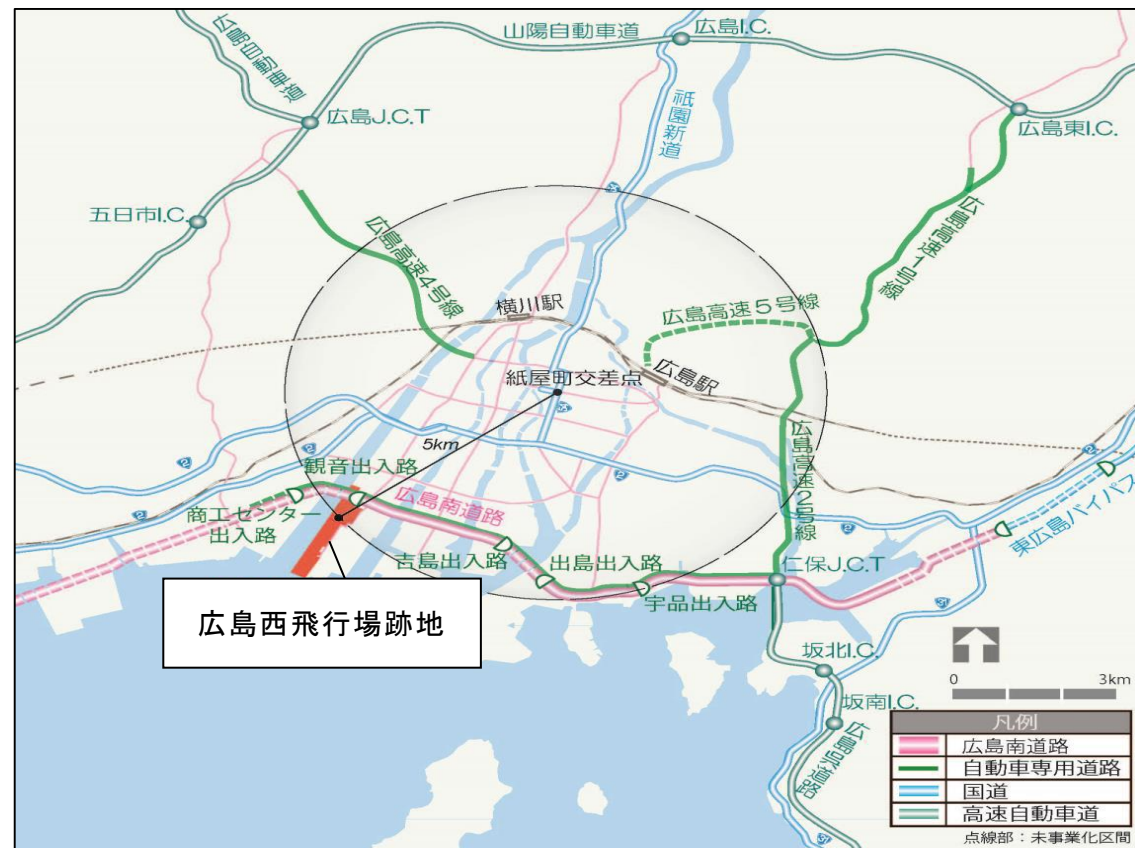 山陽自動車道
広島I.C.
広島自動車道
祇園新道
広島J.C.T
広島東I.C.
五日市I.C.
広島高速4号線
広島高速1号線
横川駅
広島高速5号線
紙屋町交差点
広島駅
5km
観音出入路
広島高速2号線
商工センター
出入路
広島南道路
東広島バイパス
吉島出入路
出島出入路
仁保J.C.T
宇品出入路
広島西飛行場跡地
坂北I.C.
坂南I.C.
広島呉道路
0 3km
凡例
広島南道路
自動車専用道路
国道
高速自動車道
点線部：未事業化区間